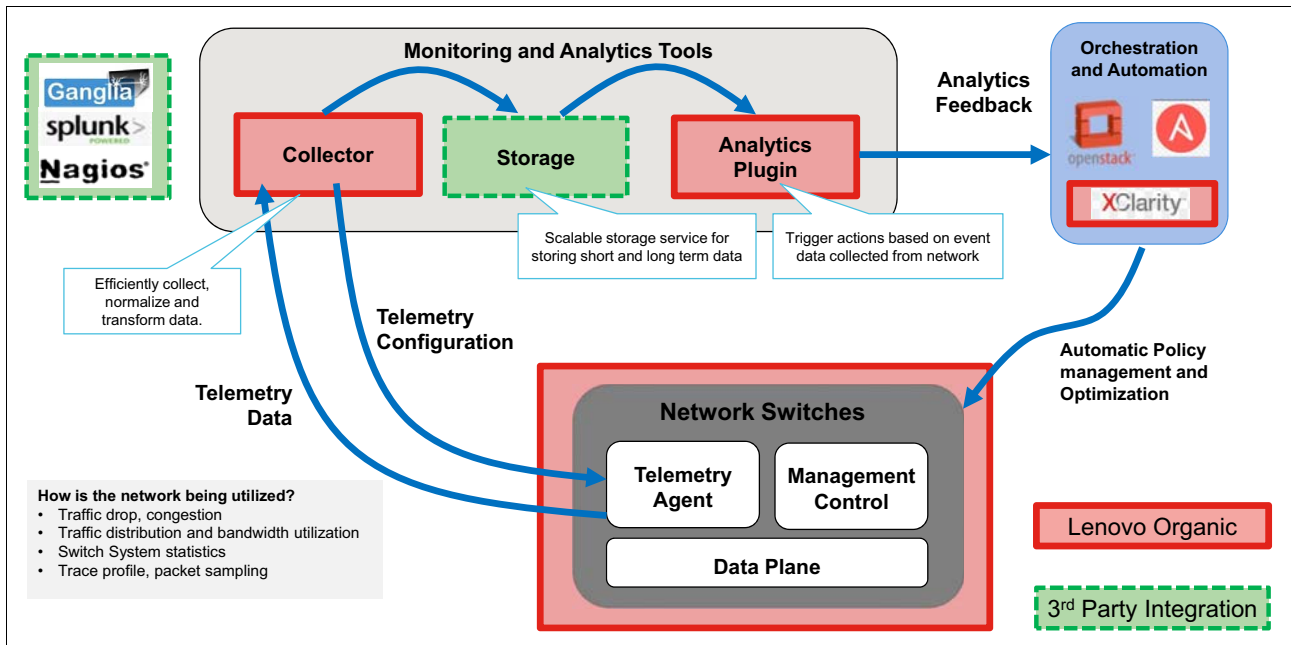 Monitoring and Analytics Tools
Ganglia
splunk>
POWERED
Nagios®
Collector
Storage
Analytics
Plugin
Analytics
Feedback
Orchestration
and Automation
openstack™
A
XClarity™
Efficiently collect,
normalize and
transform data.
Scalable storage service for
storing short and long term data
Trigger actions based on event
data collected from network
Telemetry
Configuration
Telemetry
Data
Automatic Policy
management and
Optimization
Network Switches
Telemetry
Agent
Management
Control
Data Plane
How is the network being utilized?
• Traffic drop, congestion
• Traffic distribution and bandwidth utilization
• Switch System statistics
• Trace profile, packet sampling
Lenovo Organic
3rd Party Integration